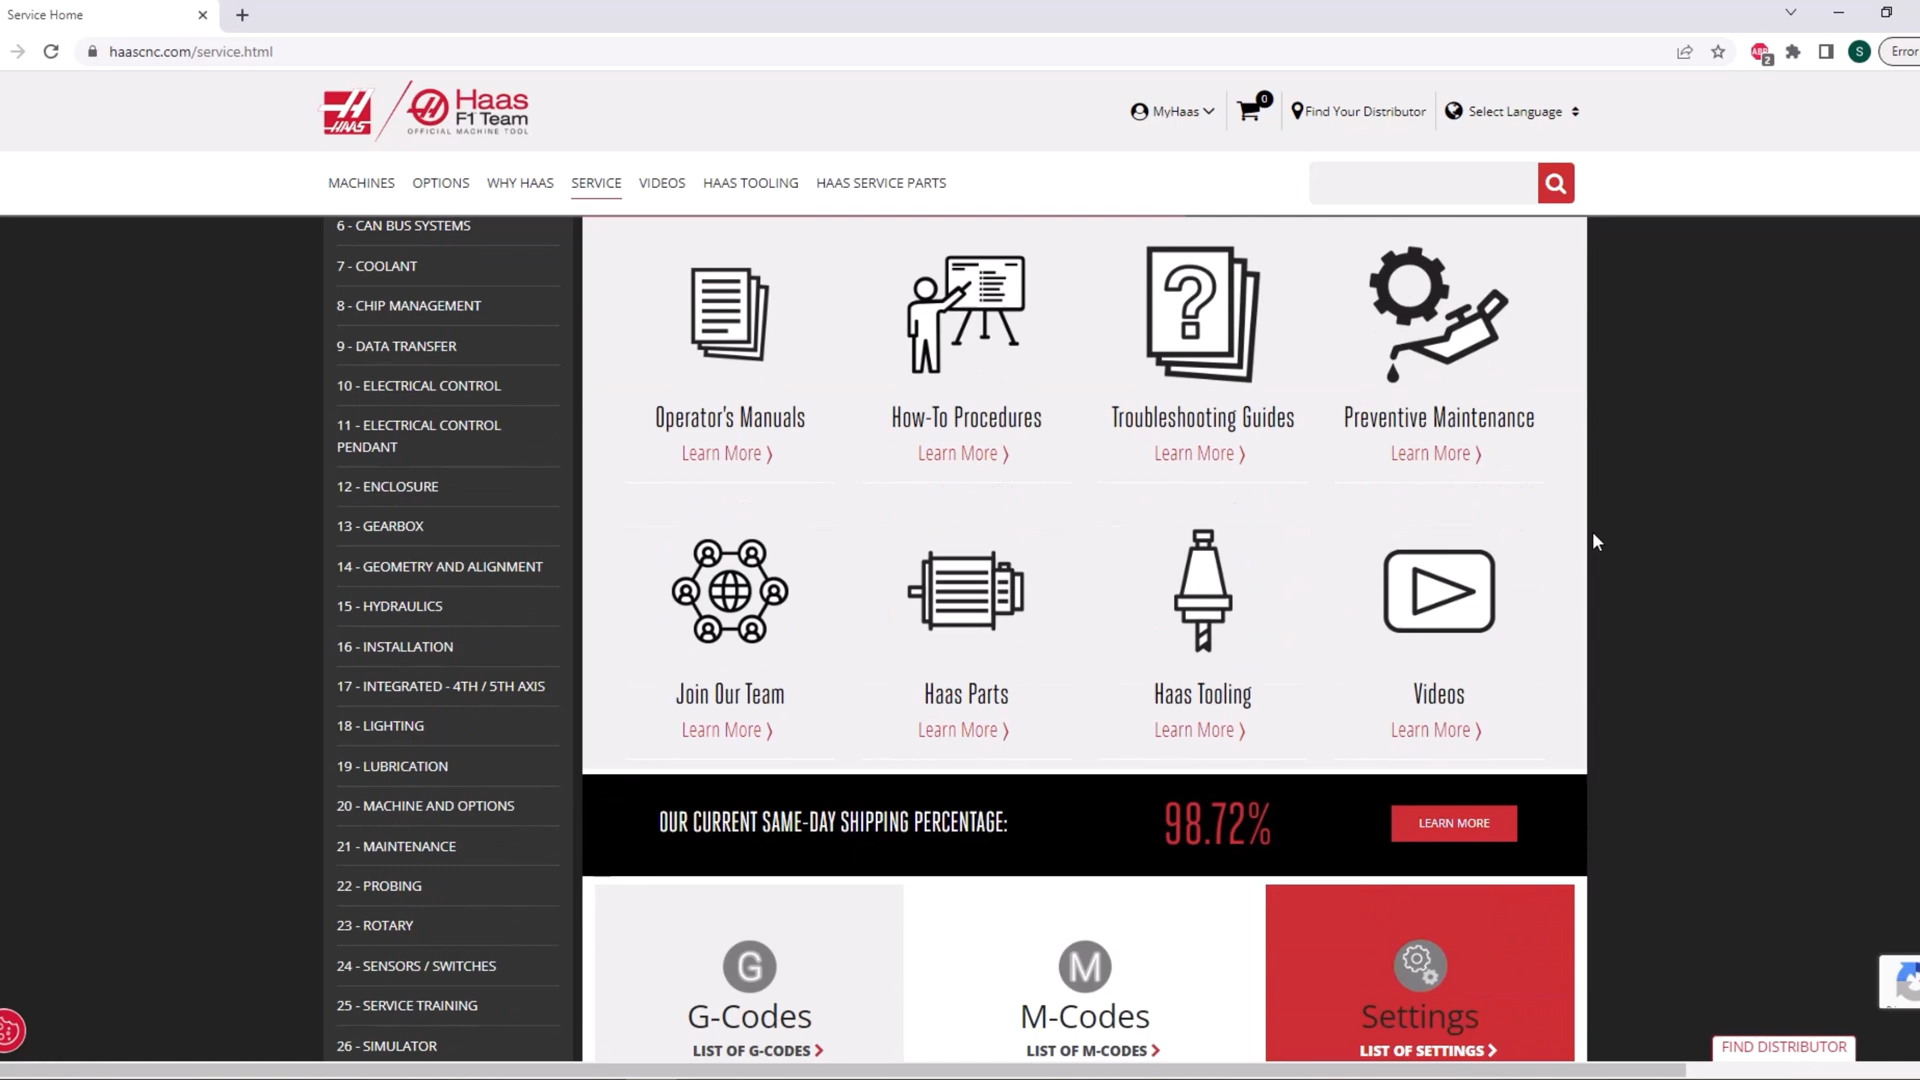 Service Home
haascnc.com/service.html
ABP
2
S
Error
HAAS
Haas
F1 Team
OFFICIAL MACHINE TOOL
MyHaas
0
Find Your Distributor
Select Language
MACHINES
OPTIONS
WHY HAAS
SERVICE
VIDEOS
HAAS TOOLING
HAAS SERVICE PARTS
6 - CAN BUS SYSTEMS
7 - COOLANT
8 - CHIP MANAGEMENT
9 - DATA TRANSFER
10 - ELECTRICAL CONTROL
11 - ELECTRICAL CONTROL
PENDANT
12 - ENCLOSURE
13 - GEARBOX
14 - GEOMETRY AND ALIGNMENT
15 - HYDRAULICS
16 - INSTALLATION
17 - INTEGRATED - 4TH / 5TH AXIS
18 - LIGHTING
19 - LUBRICATION
20 - MACHINE AND OPTIONS
21 - MAINTENANCE
22 - PROBING
23 - ROTARY
24 - SENSORS / SWITCHES
25 - SERVICE TRAINING
26 - SIMULATOR
Operator's Manuals
Learn More ⟩
How-To Procedures
Learn More ⟩
?
Troubleshooting Guides
Learn More ⟩
Preventive Maintenance
Learn More ⟩
Join Our Team
Learn More ⟩
Haas Parts
Learn More ⟩
Haas Tooling
Learn More ⟩
Videos
Learn More ⟩
OUR CURRENT SAME-DAY SHIPPING PERCENTAGE:
98.72%
LEARN MORE
G
G-Codes
LIST OF G-CODES
M
M-Codes
LIST OF M-CODES
Settings
LIST OF SETTINGS
FIND DISTRIBUTOR